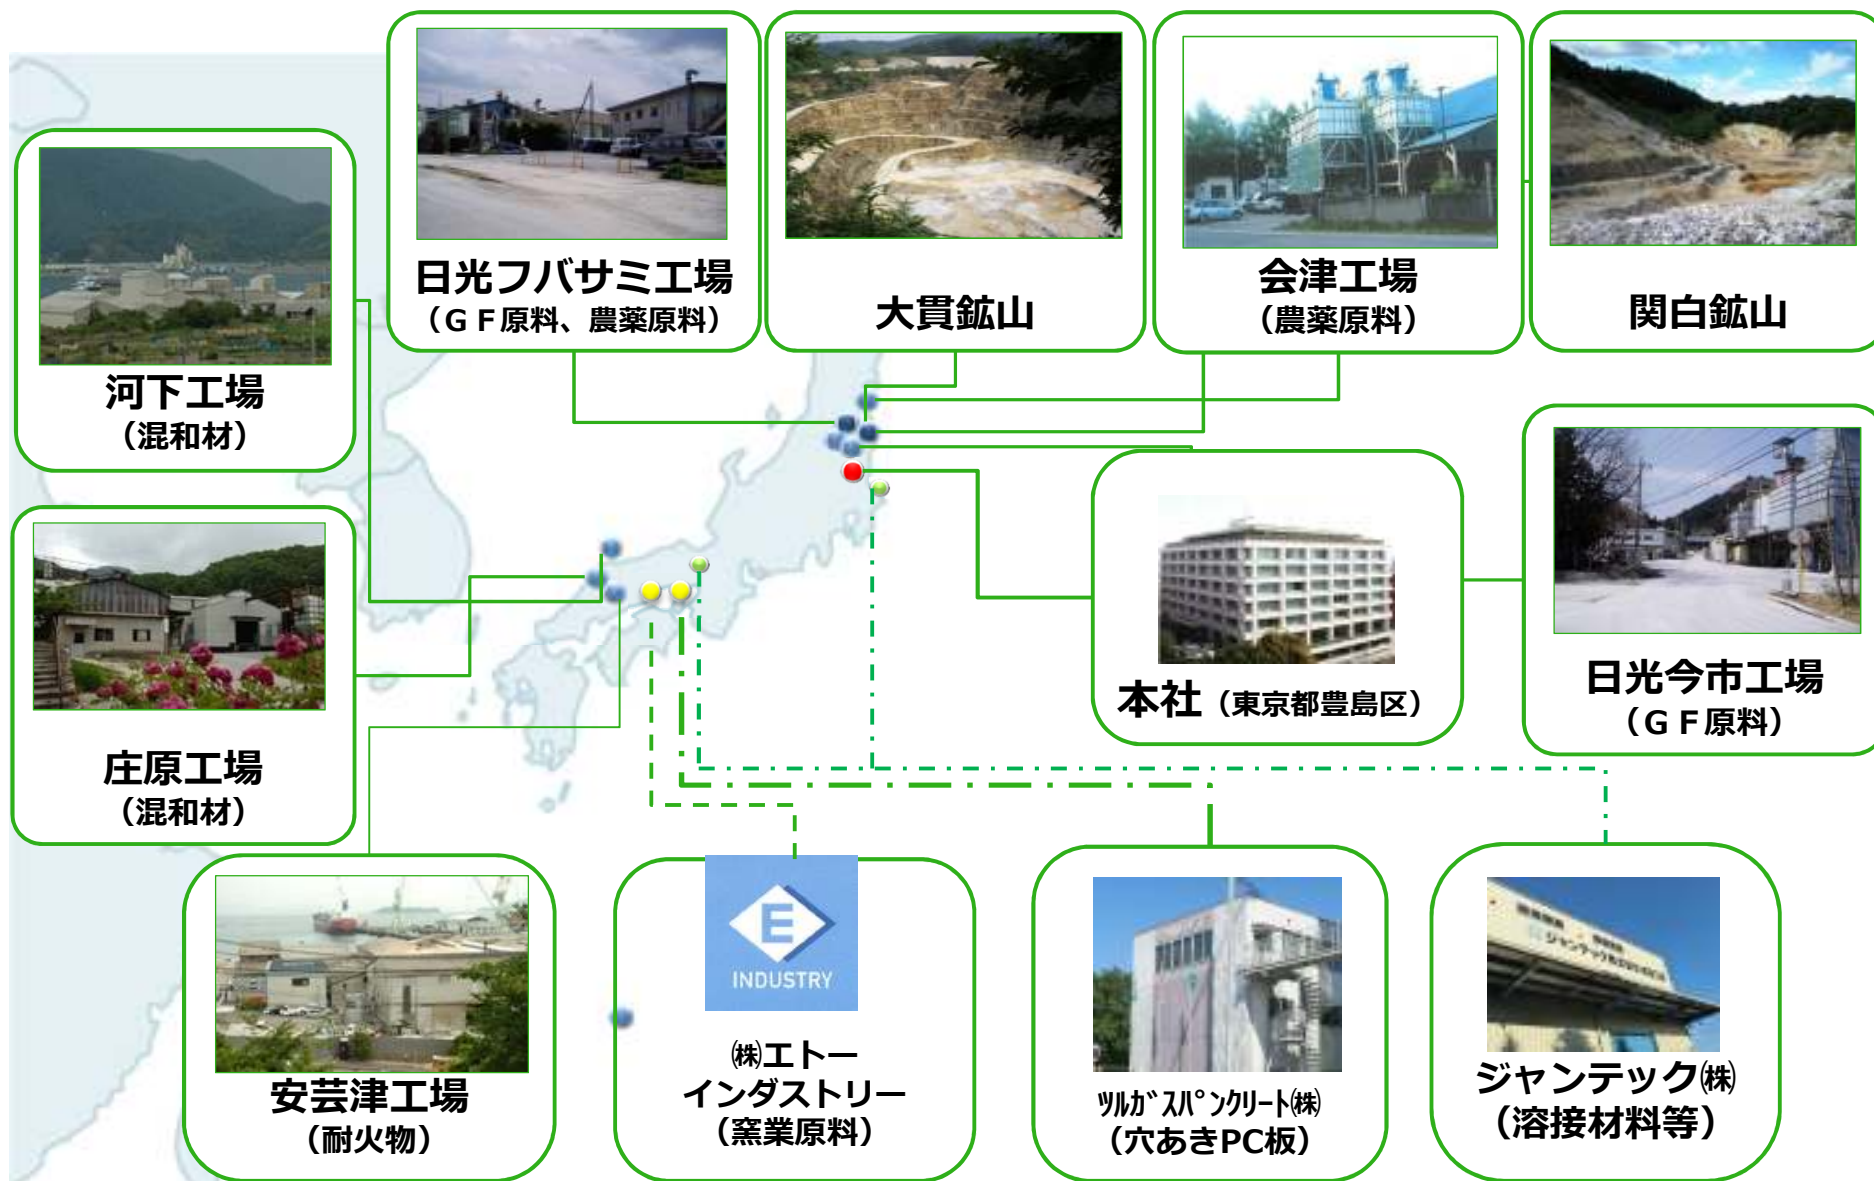 日光フバサミ工場
（ＧＦ原料、農薬原料）
大貫鉱山
会津工場
（農薬原料）
関白鉱山
河下工場
（混和材）
本社（東京都豊島区）
日光今市工場
（ＧＦ原料）
庄原工場
（混和材）
安芸津工場
（耐火物）
E
INDUSTRY
㈱エトー
インダストリー
（窯業原料）
ﾂﾙｶﾞｽﾊﾟﾝｸﾘｰﾄ㈱
（穴あきPC板）
ジャンテック㈱
（溶接材料等）